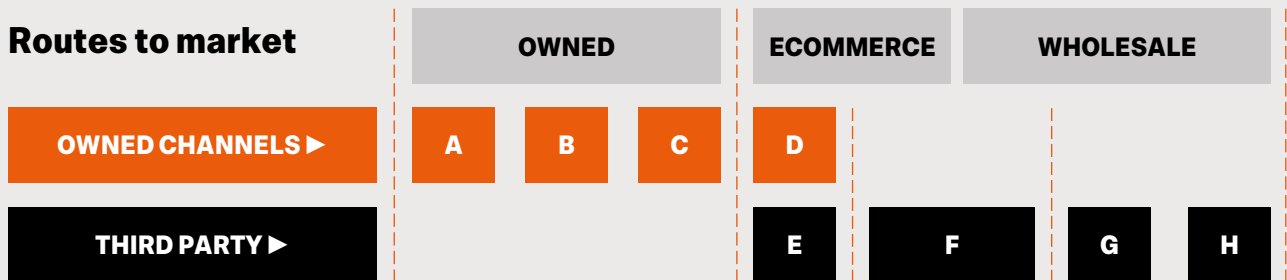 Routes to market
OWNED
ECOMMERCE
WHOLESALE
OWNED CHANNELS ▶
A
B
C
D
THIRD PARTY ▶
E
F
G
H